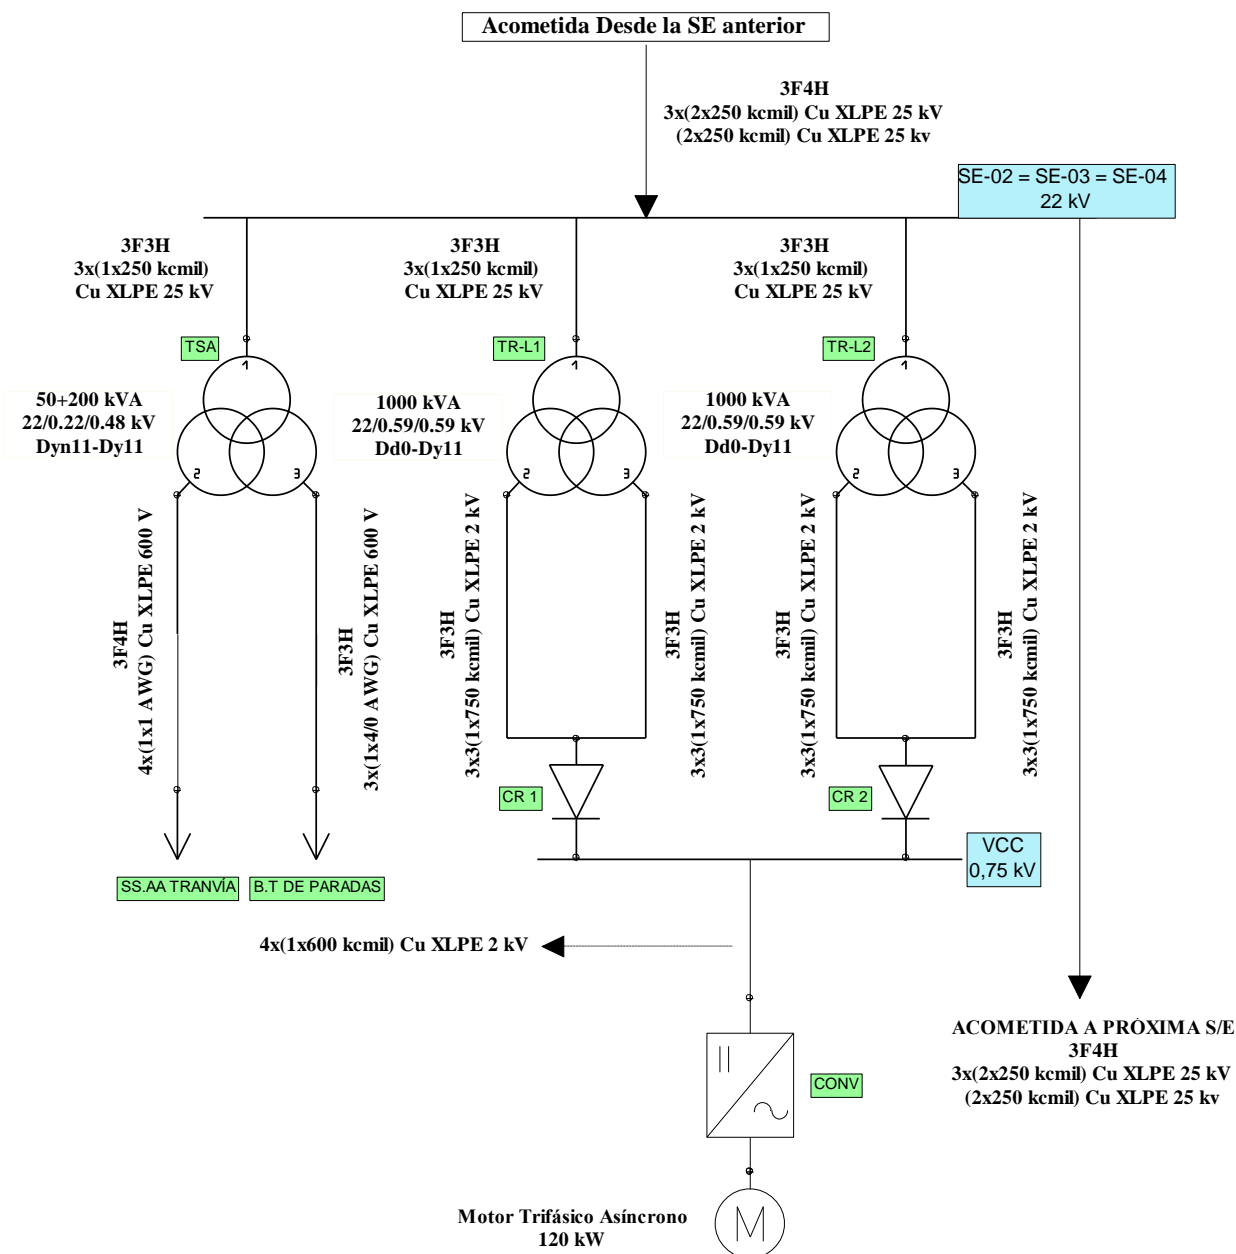 Acometida Desde la SE anterior
3F4H
3x(2x250 kcmil) Cu XLPE 25 kV
(2x250 kcmil) Cu XLPE 25 kv
SE-02 = SE-03 = SE-04
22 kV
3F3H
3x(1x250 kcmil)
Cu XLPE 25 kV
3F3H
3x(1x250 kcmil)
Cu XLPE 25 kV
3F3H
3x(1x250 kcmil)
Cu XLPE 25 kV
TSA
1
50+200 kVA
22/0.22/0.48 kV
Dyn11-Dy11
2
3
TR-L1
1
1000 kVA
22/0.59/0.59 kV
Dd0-Dy11
2
3
TR-L2
1
1000 kVA
22/0.59/0.59 kV
Dd0-Dy11
2
3
3F4H
4x(1x1 AWG) Cu XLPE 600 V
3F3H
3x(1x4/0 AWG) Cu XLPE 600 V
3F3H
3x3(1x750 kcmil) Cu XLPE 2 kV
3F3H
3x3(1x750 kcmil) Cu XLPE 2 kV
3F3H
3x3(1x750 kcmil) Cu XLPE 2 kV
3F3H
3x3(1x750 kcmil) Cu XLPE 2 kV
CR 1
CR 2
VCC
0,75 kV
SS.AA TRANVÍA
B.T DE PARADAS
4x(1x600 kcmil) Cu XLPE 2 kV
ACOMETIDA A PRÓXIMA S/E
3F4H
3x(2x250 kcmil) Cu XLPE 25 kV
(2x250 kcmil) Cu XLPE 25 kv
CONV
Motor Trifásico Asíncrono
120 kW
M